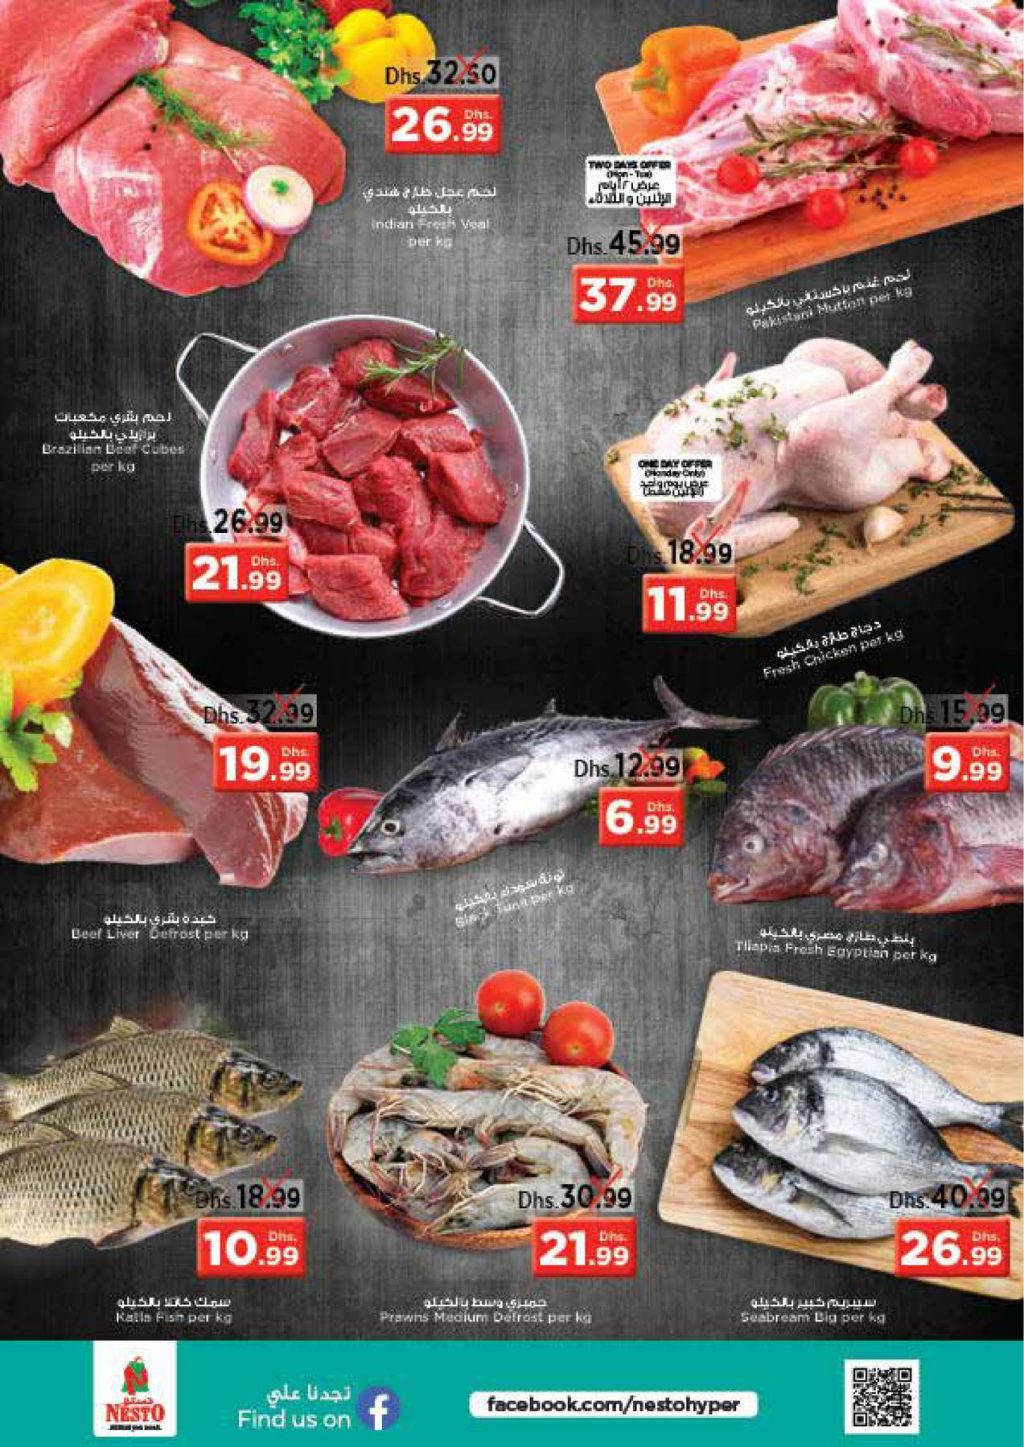 Dhs.32.50
26.99 Dhs.
لحم عجل طازج هندي
بالكيلو
Indian Fresh Veal
per kg
TWO DAYS OFFER
(Mon - Tue)
عرض ٢ أيام
الإثنين و الثلاثاء
Dhs.45.99
37.99 Dhs.
لحم غنم باكستاني بالكيلو
Pakistani Mutton per kg
لحم بقري مكعبات
برازيلي بالكيلو
Brazilian Beef Cubes
per kg
Dhs.26.99
21.99 Dhs.
ONE DAY OFFER
(Monday Only)
عرض يوم واحد
(الإثنين فقط)
Dhs.18.99
11.99 Dhs.
دجاج طازج بالكيلو
Fresh Chicken per kg
Dhs.32.99
19.99 Dhs.
كبدة بقري بالكيلو
Beef Liver Defrost per kg
Dhs.12.99
6.99 Dhs.
تونة سوداء بالكيلو
Black Tuna per kg
Dhs.15.99
9.99 Dhs.
بلطي طازج مصري بالكيلو
Tliapia Fresh Egyptian per kg
Dhs.18.99
10.99 Dhs.
سمك كاتلا بالكيلو
Katla Fish per kg
Dhs.30.99
21.99 Dhs.
جمبري وسط بالكيلو
Prawns Medium Defrost per kg
Dhs.40.99
26.99 Dhs.
سيبريم كبير بالكيلو
Seabream Big per kg
NESTO
تجدنا علي
Find us on f
facebook.com/nestohyper